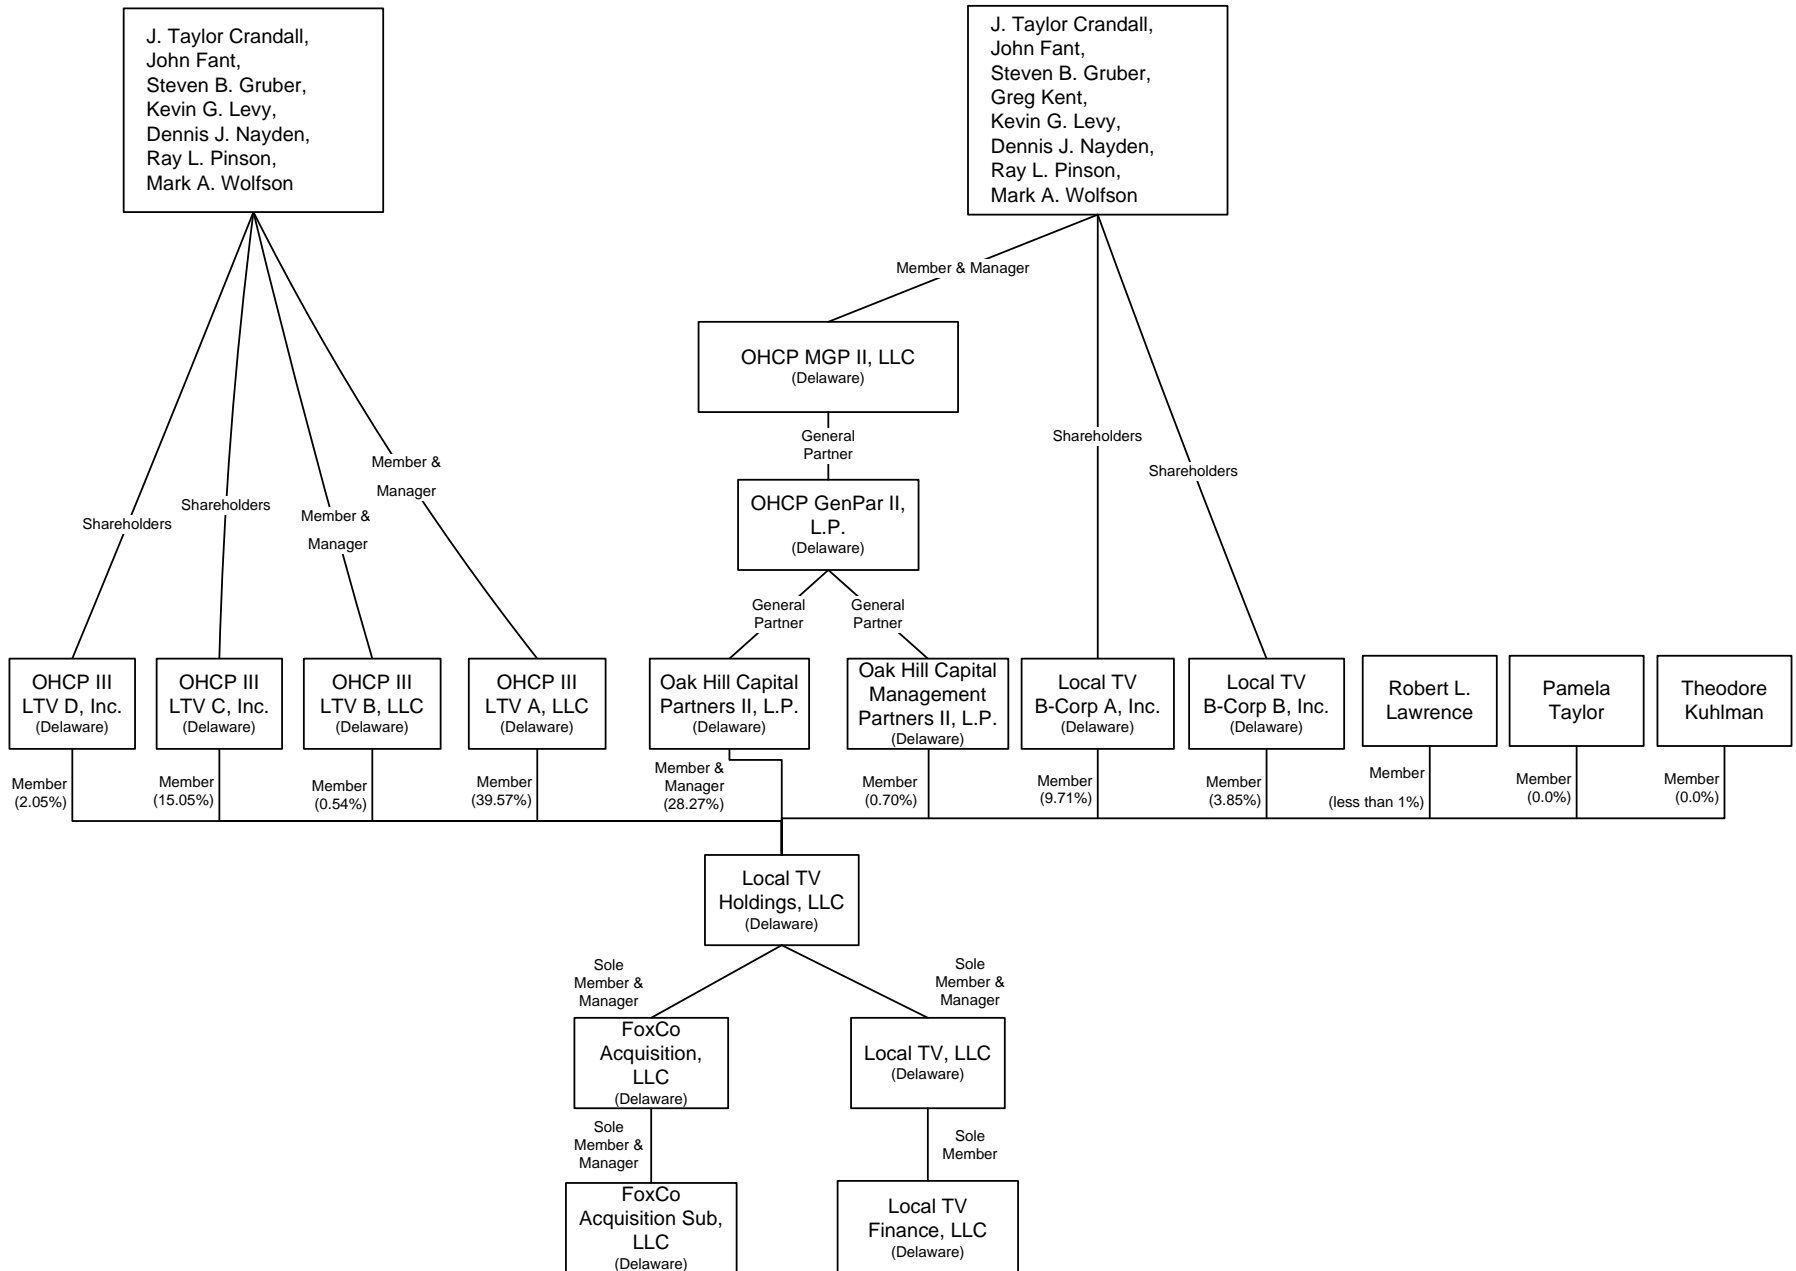 J. Taylor Crandall,
John Fant,
Steven B. Gruber,
Kevin G. Levy,
Dennis J. Nayden,
Ray L. Pinson,
Mark A. Wolfson
J. Taylor Crandall,
John Fant,
Steven B. Gruber,
Greg Kent,
Kevin G. Levy,
Dennis J. Nayden,
Ray L. Pinson,
Mark A. Wolfson
Member & Manager
OHCP MGP II, LLC
(Delaware)
General
Partner
Shareholders
Shareholders
Member &
Manager
Shareholders
Shareholders
Member &
Manager
OHCP GenPar II,
L.P.
(Delaware)
General
Partner
General
Partner
OHCP III
LTV D, Inc.
(Delaware)
OHCP III
LTV C, Inc.
(Delaware)
OHCP III
LTV B, LLC
(Delaware)
OHCP III
LTV A, LLC
(Delaware)
Oak Hill Capital
Partners II, L.P.
(Delaware)
Oak Hill Capital
Management
Partners II, L.P.
(Delaware)
Local TV
B-Corp A, Inc.
(Delaware)
Local TV
B-Corp B, Inc.
(Delaware)
Robert L.
Lawrence
Pamela
Taylor
Theodore
Kuhlman
Member
(2.05%)
Member
(15.05%)
Member
(0.54%)
Member
(39.57%)
Member &
Manager
(28.27%)
Member
(0.70%)
Member
(9.71%)
Member
(3.85%)
Member
(less than 1%)
Member
(0.0%)
Member
(0.0%)
Local TV
Holdings, LLC
(Delaware)
Sole
Member &
Manager
Sole
Member &
Manager
FoxCo
Acquisition,
LLC
(Delaware)
Local TV, LLC
(Delaware)
Sole
Member &
Manager
Sole
Member
FoxCo
Acquisition Sub,
LLC
(Delaware)
Local TV
Finance, LLC
(Delaware)